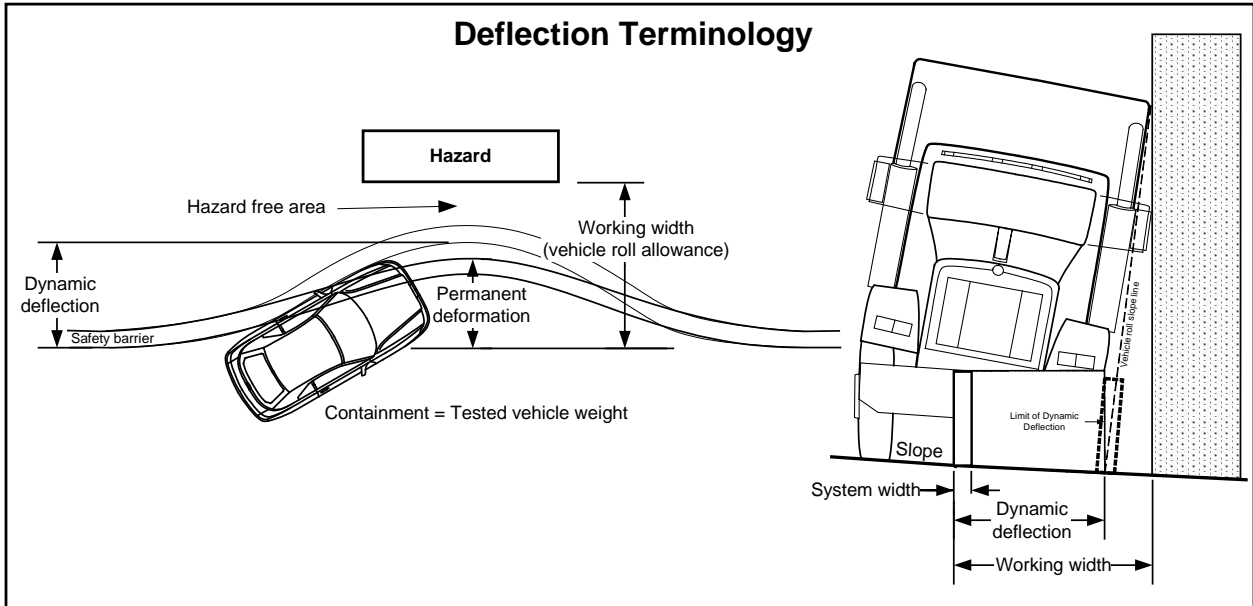 Deflection Terminology
Hazard
Hazard free area
Working width
(vehicle roll allowance)
Dynamic
deflection
Permanent
deformation
Safety barrier
Containment = Tested vehicle weight
Vehicle roll slope line
Limit of Dynamic
Deflection
Slope
System width
Dynamic
deflection
Working width